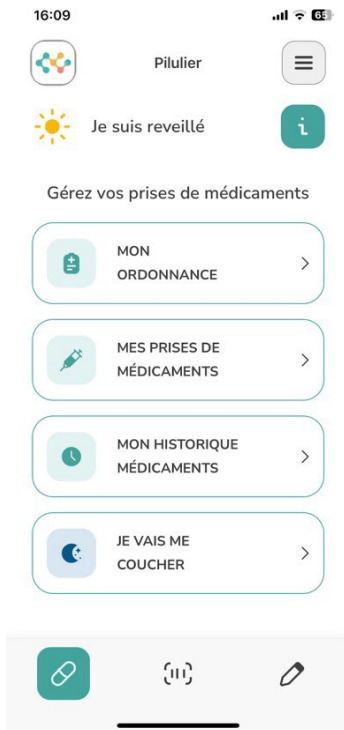 16:09
65
Pilulier
Je suis reveillé
i
Gérez vos prises de médicaments
MON
ORDONNANCE
MES PRISES DE
MÉDICAMENTS
MON HISTORIQUE
MÉDICAMENTS
JE VAIS ME
COUCHER